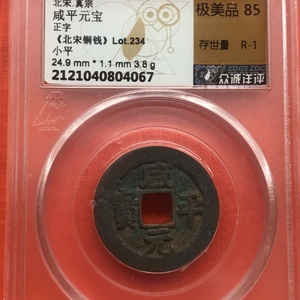 北宋.真宗
咸平元宝
正字
《北宋铜钱》Lot.234
小平
24.9 mm * 1.1 mm 3.8 g
2121040804067
极美品 85
存世量：R-1
众诚评评
咸平元寶